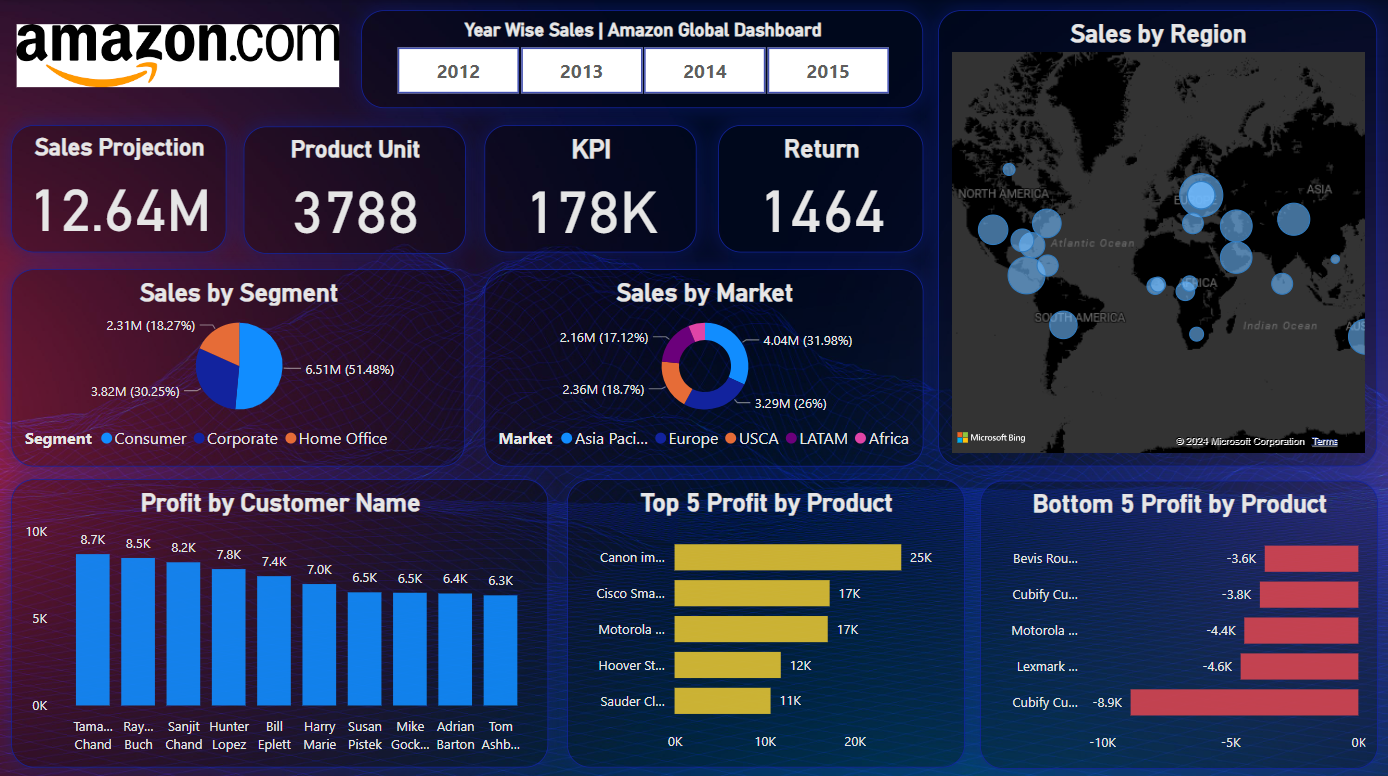 amazon.com
Year Wise Sales | Amazon Global Dashboard
2012 2013 2014 2015
Sales by Region
NORTH AMERICA
ASIA
Atlantic Ocean
SOUTH AMERICA
Indian Ocean
Microsoft Bing
© 2024 Microsoft Corporation Terms
Sales Projection
12.64M
Product Unit
3788
KPI
178K
Return
1464
Sales by Segment
2.31M (18.27%)
6.51M (51.48%)
3.82M (30.25%)
Segment Consumer Corporate Home Office
Sales by Market
2.16M (17.12%)
4.04M (31.98%)
2.36M (18.7%)
3.29M (26%)
Market Asia Paci... Europe USCA LATAM Africa
Profit by Customer Name
10K
5K
0K
8.7K 8.5K 8.2K 7.8K 7.4K 7.0K 6.5K 6.5K 6.4K 6.3K
Tama... Ray... Sanjit Hunter Bill Harry Susan Mike Adrian Tom
Chand Buch Chand Lopez Eplett Marie Pistek Gock... Barton Ashb...
Top 5 Profit by Product
Canon im... 25K
Cisco Sma... 17K
Motorola ... 17K
Hoover St... 12K
Sauder Cl... 11K
0K 10K 20K
Bottom 5 Profit by Product
Bevis Rou... -3.6K
Cubify Cu... -3.8K
Motorola ... -4.4K
Lexmark ... -4.6K
Cubify Cu... -8.9K
-10K -5K 0K